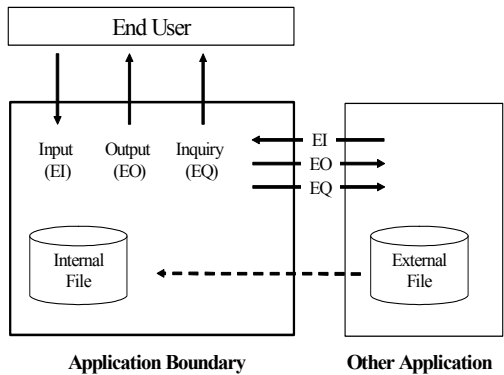 End User
Input
(EI)
Output
(EO)
Inquiry
(EQ)
EI
EO
EQ
Internal
File
External
File
Application Boundary
Other Application